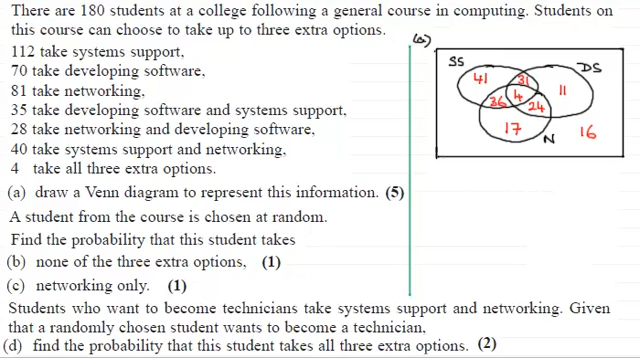 There are 180 students at a college following a general course in computing. Students on
this course can choose to take up to three extra options.
112 take systems support,
70 take developing software,
81 take networking,
35 take developing software and systems support,
28 take networking and developing software,
40 take systems support and networking,
4 take all three extra options.
(a) draw a Venn diagram to represent this information. (5)
A student from the course is chosen at random.
Find the probability that this student takes
(b) none of the three extra options, (1)
(c) networking only. (1)
Students who want to become technicians take systems support and networking. Given
that a randomly chosen student wants to become a technician,
(d) find the probability that this student takes all three extra options. (2)
(a)
SS
DS
41
31
11
36
4
24
17
N
16